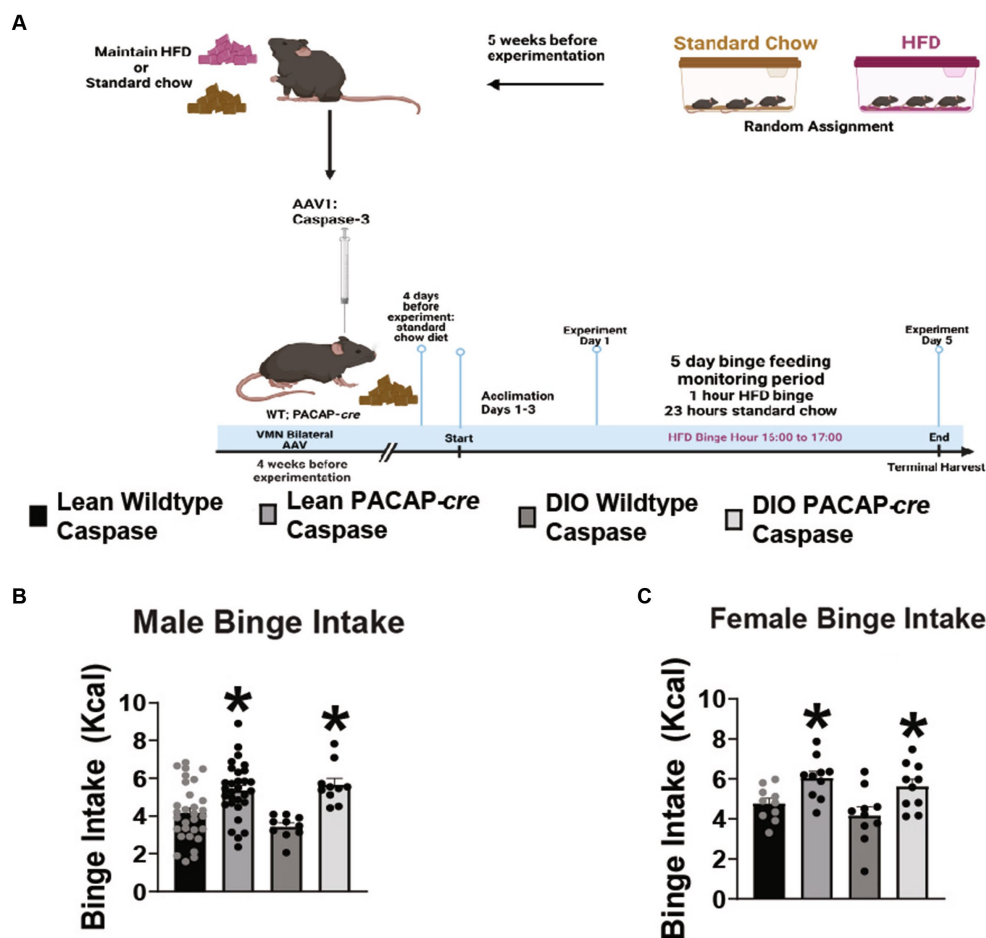 A
Maintain HFD
or
Standard chow
5 weeks before
experimentation
Standard Chow
HFD
Random Assignment
AAV1:
Caspase-3
4 days
before
experiment:
standard
chow diet
Experiment
Day 1
Experiment
Day 5
5 day binge feeding
monitoring period
1 hour HFD binge
23 hours standard chow
Acclimation
Days 1-3
WT; PACAP-cre
VMN Bilateral
AAV
Start
HFD Binge Hour 16:00 to 17:00
End
4 weeks before
experimentation
Terminal Harvest
Lean Wildtype
Caspase
Lean PACAP-cre
Caspase
DIO Wildtype
Caspase
DIO PACAP-cre
Caspase
B
Male Binge Intake
Binge Intake (Kcal)
10
8
6
4
2
0
*
*
C
Female Binge Intake
Binge Intake (Kcal)
10
8
6
4
2
0
*
*